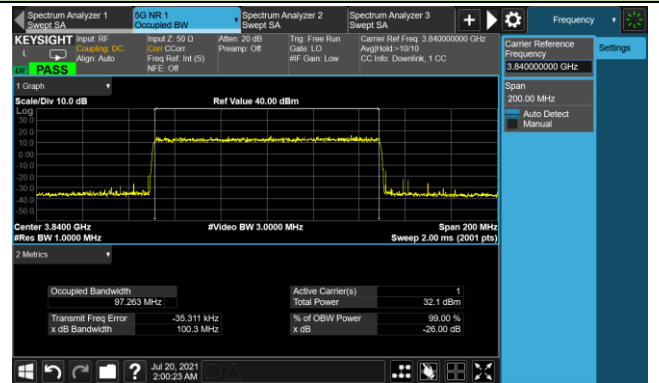 Spectrum Analyzer 1
Swept SA
5G NR 1
Occupied BW
Spectrum Analyzer 2
Swept SA
Spectrum Analyzer 3
Swept SA
Frequency
KEYSIGHT
L
PASS
Input: RF
Coupling: DC
Align: Auto
Input Z: 50 Ω
Corr CCorr
Freq Ref: Int (S)
NFE: Off
Atten: 20 dB
Preamp: Off
Trig: Free Run
Gate: LO
#IF Gain: Low
Carrier Ref Freq: 3.840000000 GHz
Avg|Hold:>10/10
CC Info: Downlink, 1 CC
Carrier Reference
Frequency
3.840000000 GHz
Settings
Span
200.00 MHz
Auto Detect
Manual
1 Graph
Scale/Div 10.0 dB
Ref Value 40.00 dBm
Log
30.0
20.0
10.0
0.00
-10.0
-20.0
-30.0
-40.0
-50.0
Center 3.8400 GHz
#Video BW 3.0000 MHz
Span 200 MHz
#Res BW 1.0000 MHz
Sweep 2.00 ms (2001 pts)
2 Metrics
Occupied Bandwidth
97.263 MHz
Active Carrier(s) 1
Total Power 32.1 dBm
Transmit Freq Error -35.311 kHz
x dB Bandwidth 100.3 MHz
% of OBW Power 99.00 %
x dB -26.00 dB
?
Jul 20, 2021
2:00:23 AM